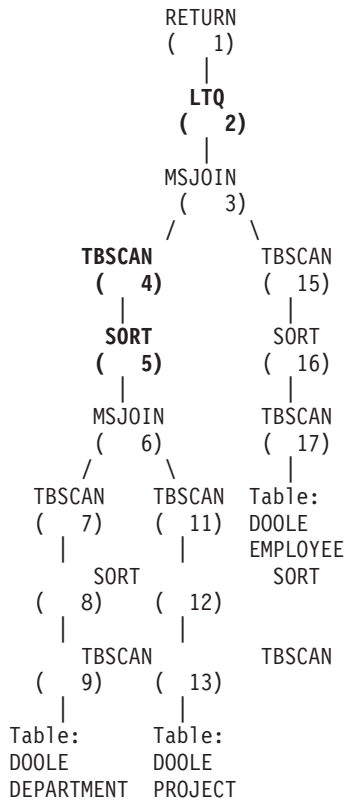 RETURN
( 1)
|
LTQ
( 2)
|
MSJOIN
( 3)
/ \
TBSCAN TBSCAN
( 4) ( 15)
| |
SORT SORT
( 5) ( 16)
| |
MSJOIN TBSCAN
( 6) ( 17)
/ \ |
TBSCAN TBSCAN Table:
( 7) ( 11) DOOLE
| | EMPLOYEE
SORT SORT
( 8) ( 12)
| |
TBSCAN TBSCAN
( 9) ( 13)
| |
Table: Table:
DOOLE DOOLE
DEPARTMENT PROJECT